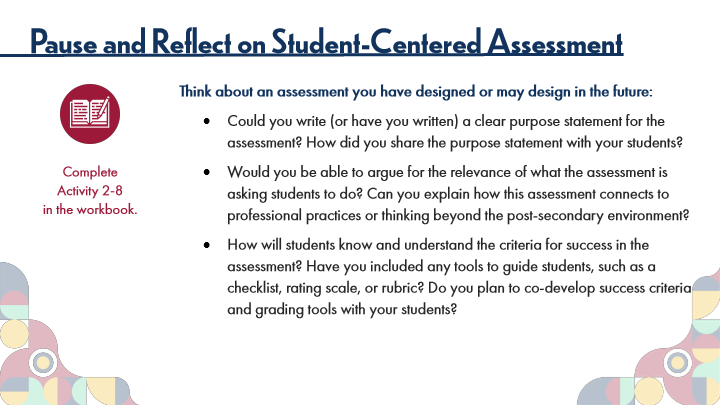 Pause and Reflect on Student-Centered Assessment
Think about an assessment you have designed or may design in the future:
• Could you write (or have you written) a clear purpose statement for the
assessment? How did you share the purpose statement with your students?
• Would you be able to argue for the relevance of what the assessment is
asking students to do? Can you explain how this assessment connects to
professional practices or thinking beyond the post-secondary environment?
• How will students know and understand the criteria for success in the
assessment? Have you included any tools to guide students, such as a
checklist, rating scale, or rubric? Do you plan to co-develop success criteria
and grading tools with your students?
Complete
Activity 2-8
in the workbook.